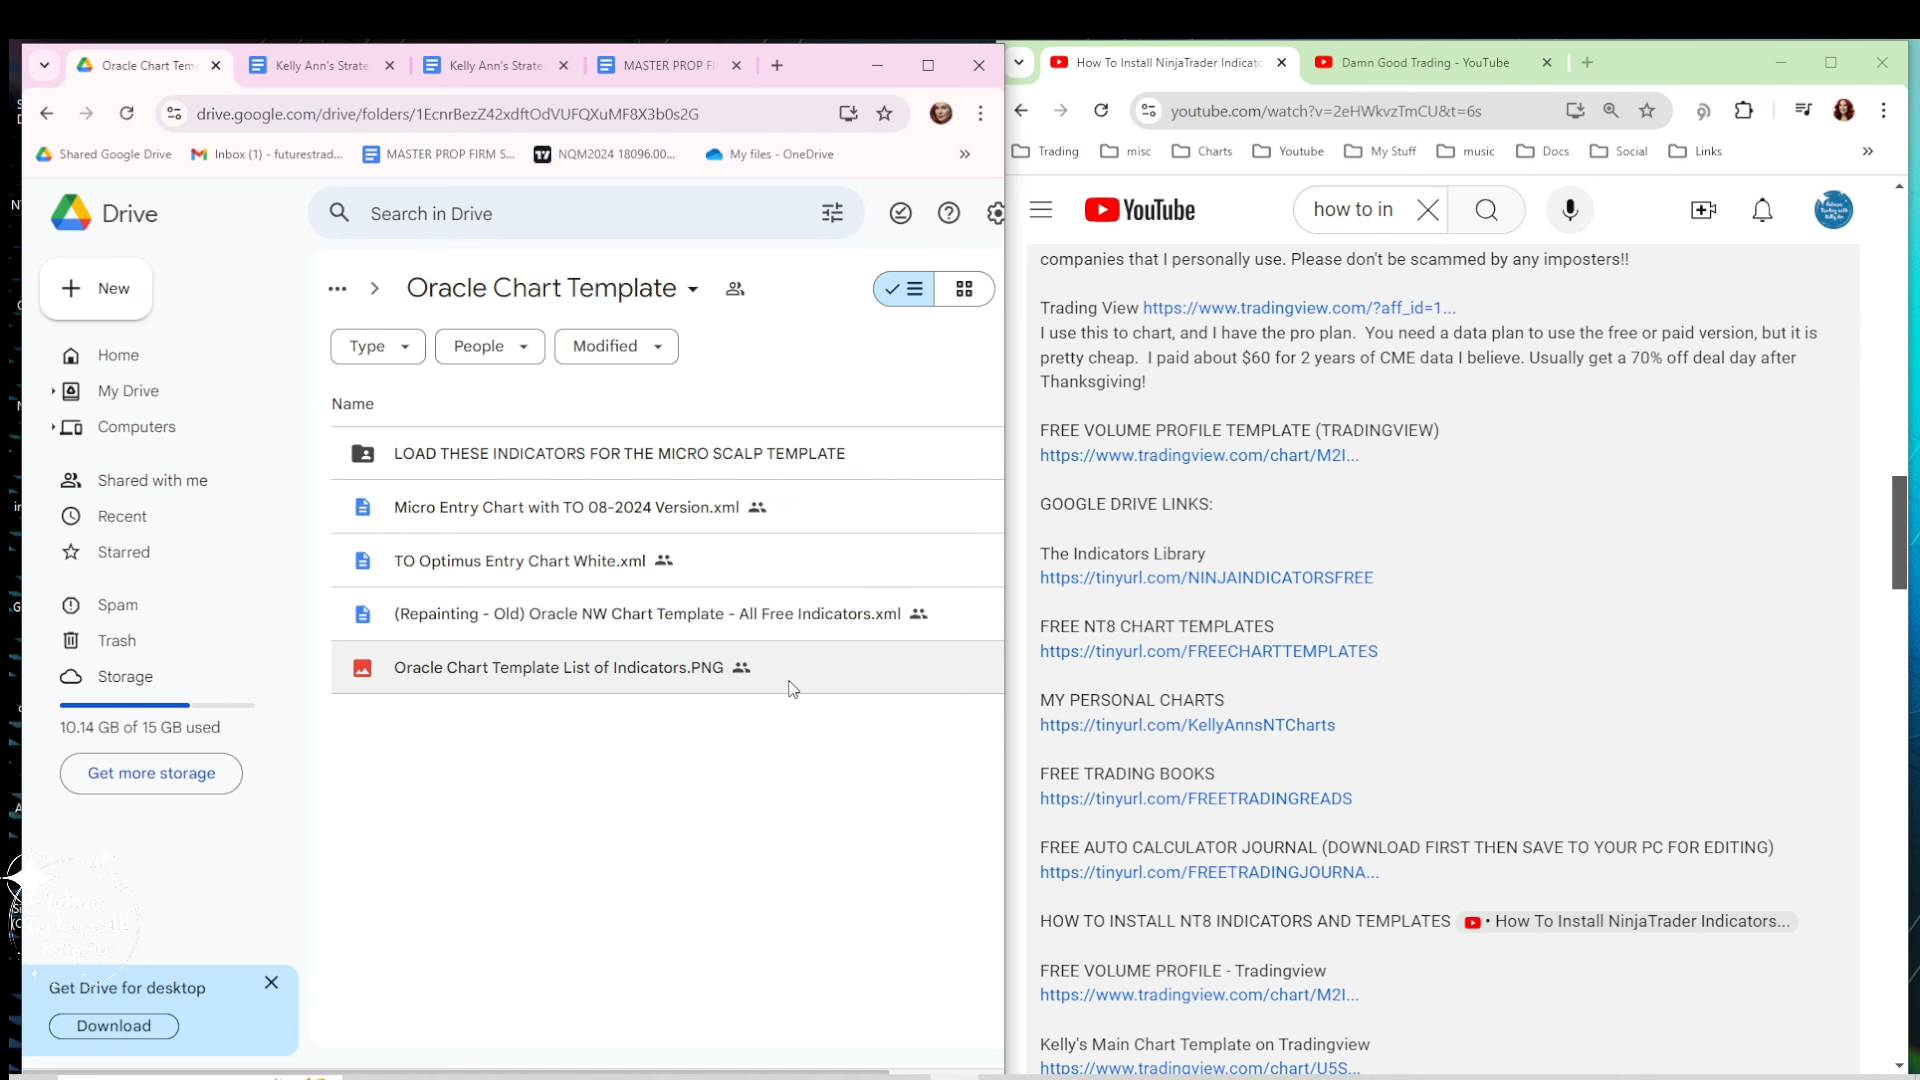 Oracle Chart Tem
Kelly Ann's Strate
Kelly Ann's Strate
MASTER PROP FI
drive.google.com/drive/folders/1EcnrBezZ42xdftOdVUFQXuMF8X3b0s2G
Shared Google Drive
Inbox (1) - futurestrad...
MASTER PROP FIRM S...
NQM2024 18096.00...
My files - OneDrive
Drive
Search in Drive
New
Oracle Chart Template
Type
People
Modified
Home
My Drive
Computers
Shared with me
Recent
Starred
Spam
Trash
Storage
10.14 GB of 15 GB used
Get more storage
Name
LOAD THESE INDICATORS FOR THE MICRO SCALP TEMPLATE
Micro Entry Chart with TO 08-2024 Version.xml
TO Optimus Entry Chart White.xml
(Repainting - Old) Oracle NW Chart Template - All Free Indicators.xml
Oracle Chart Template List of Indicators.PNG
Trading with
Kelly Ann
Get Drive for desktop
Download
How To Install NinjaTrader Indicato
Damn Good Trading - YouTube
youtube.com/watch?v=2eHWkvzTmCU&t=6s
Trading
misc
Charts
Youtube
My Stuff
music
Docs
Social
Links
YouTube
how to in
companies that I personally use. Please don't be scammed by any imposters!!
Trading View https://www.tradingview.com/?aff_id=1...
I use this to chart, and I have the pro plan. You need a data plan to use the free or paid version, but it is
pretty cheap. I paid about $60 for 2 years of CME data I believe. Usually get a 70% off deal day after
Thanksgiving!
FREE VOLUME PROFILE TEMPLATE (TRADINGVIEW)
https://www.tradingview.com/chart/M2I...
GOOGLE DRIVE LINKS:
The Indicators Library
https://tinyurl.com/NINJAINDICATORSFREE
FREE NT8 CHART TEMPLATES
https://tinyurl.com/FREECHARTTEMPLATES
MY PERSONAL CHARTS
https://tinyurl.com/KellyAnnsNTCharts
FREE TRADING BOOKS
https://tinyurl.com/FREETRADINGREADS
FREE AUTO CALCULATOR JOURNAL (DOWNLOAD FIRST THEN SAVE TO YOUR PC FOR EDITING)
https://tinyurl.com/FREETRADINGJOURNA...
HOW TO INSTALL NT8 INDICATORS AND TEMPLATES • How To Install NinjaTrader Indicators...
FREE VOLUME PROFILE - Tradingview
https://www.tradingview.com/chart/M2I...
Kelly's Main Chart Template on Tradingview
https://www.tradingview.com/chart/U5S...